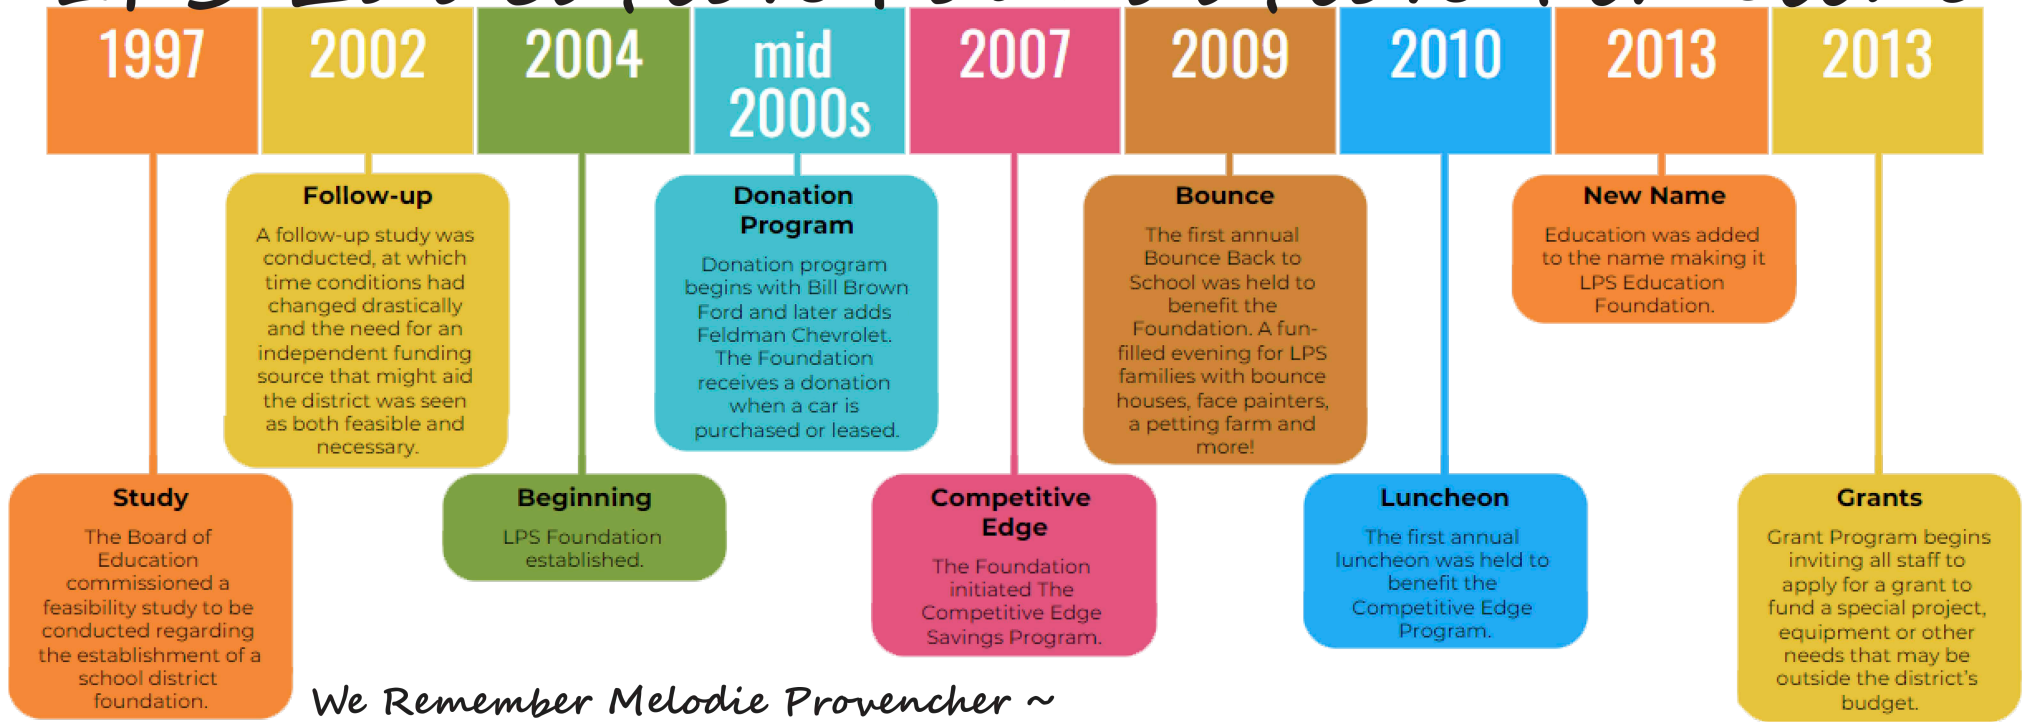 1997
2002
2004
mid
2000s
2007
2009
2010
2013
2013
Study
The Board of
Education
commissioned a
feasibility study to be
conducted regarding
the establishment of a
school district
foundation.
Follow-up
A follow-up study was
conducted, at which
time conditions had
changed drastically
and the need for an
independent funding
source that might aid
the district was seen
as both feasible and
necessary.
Beginning
LPS Foundation
established.
Donation
Program
Donation program
begins with Bill Brown
Ford and later adds
Feldman Chevrolet.
The Foundation
receives a donation
when a car is
purchased or leased.
Competitive
Edge
The Foundation
initiated The
Competitive Edge
Savings Program.
Bounce
The first annual
Bounce Back to
School was held to
benefit the
Foundation. A fun-
filled evening for LPS
families with bounce
houses, face painters,
a petting farm and
more!
Luncheon
The first annual
luncheon was held to
benefit the
Competitive Edge
Program.
New Name
Education was added
to the name making it
LPS Education
Foundation.
Grants
Grant Program begins
inviting all staff to
apply for a grant to
fund a special project,
equipment or other
needs that may be
outside the district's
budget.
We Remember Melodie Provencher ~